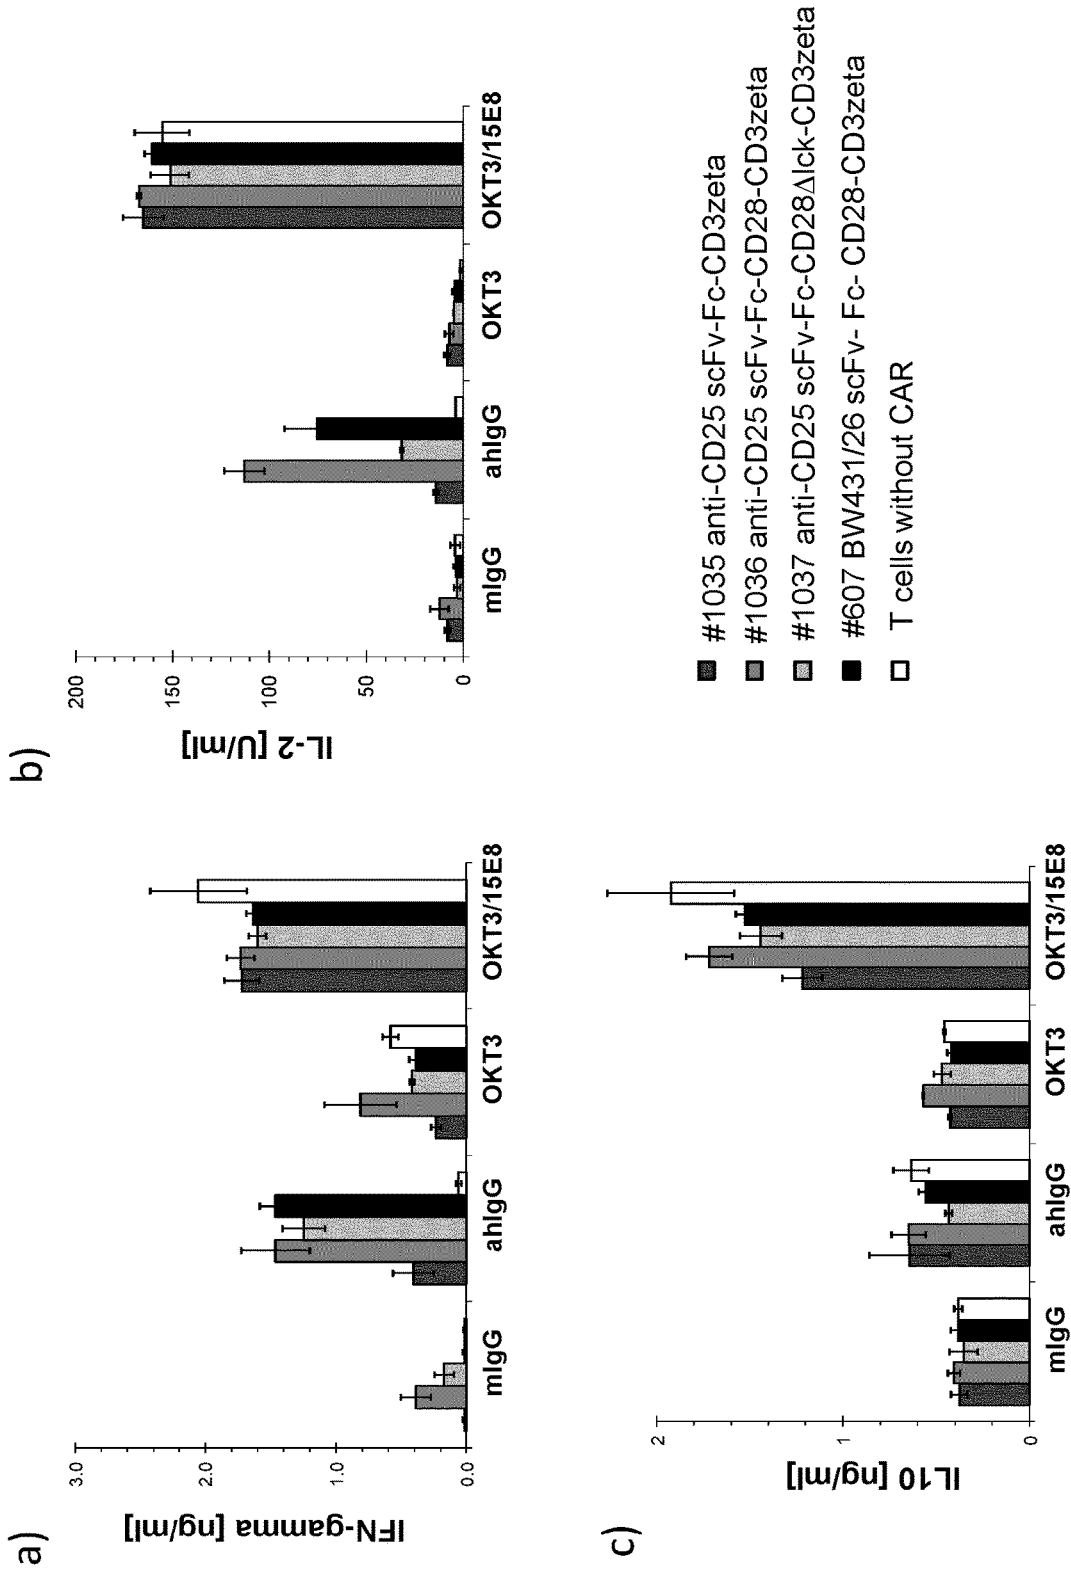 a)
IFN-gamma [ng/ml]
3.0
2.0
1.0
0.0
mIgG
ahIgG
OKT3
OKT3/15E8
b)
IL-2 [U/ml]
200
150
100
50
0
mIgG
ahIgG
OKT3
OKT3/15E8
c)
IL10 [ng/ml]
2
1
0
mIgG
ahIgG
OKT3
OKT3/15E8
#1035 anti-CD25 scFv-Fc-CD3zeta
#1036 anti-CD25 scFv-Fc-CD28-CD3zeta
#1037 anti-CD25 scFv-Fc-CD28Δlck-CD3zeta
#607 BW431/26 scFv- Fc- CD28-CD3zeta
T cells without CAR